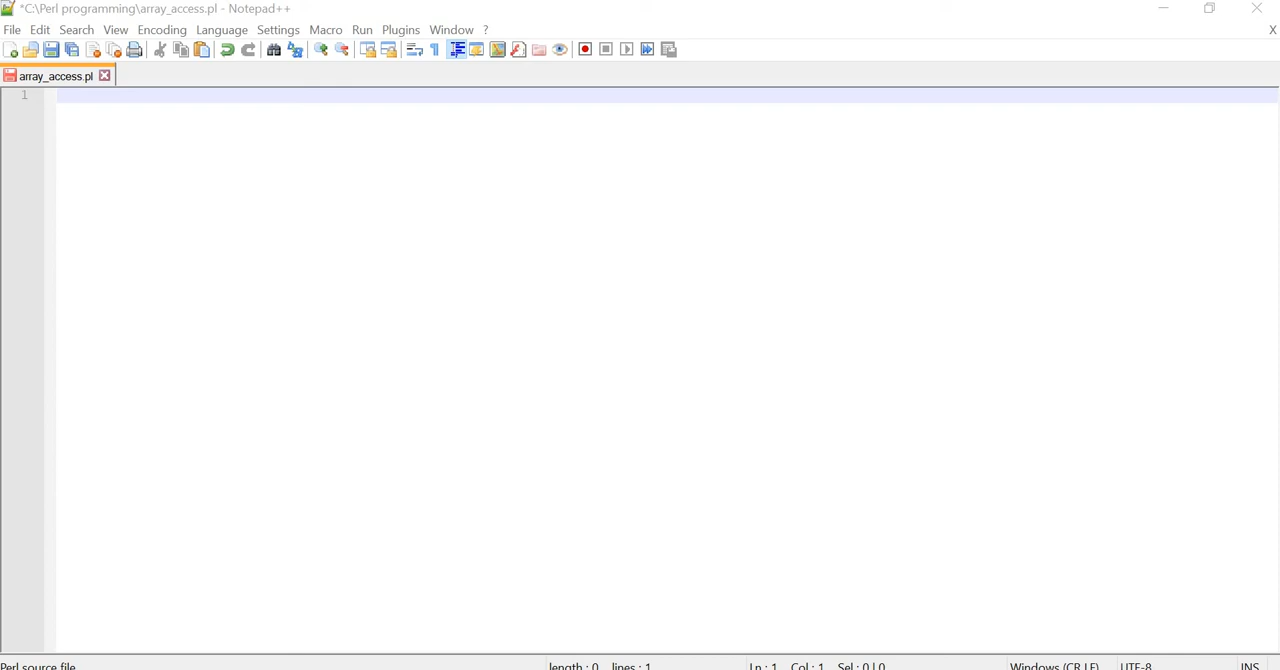 *C:\Perl programming\array_access.pl - Notepad++
File Edit Search View Encoding Language Settings Macro Run Plugins Window ? X
array_access.pl
1
Perl source file length : 0 lines : 1 Ln : 1 Col : 1 Sel : 0 | 0 Windows (CR LF) UTF-8 INS